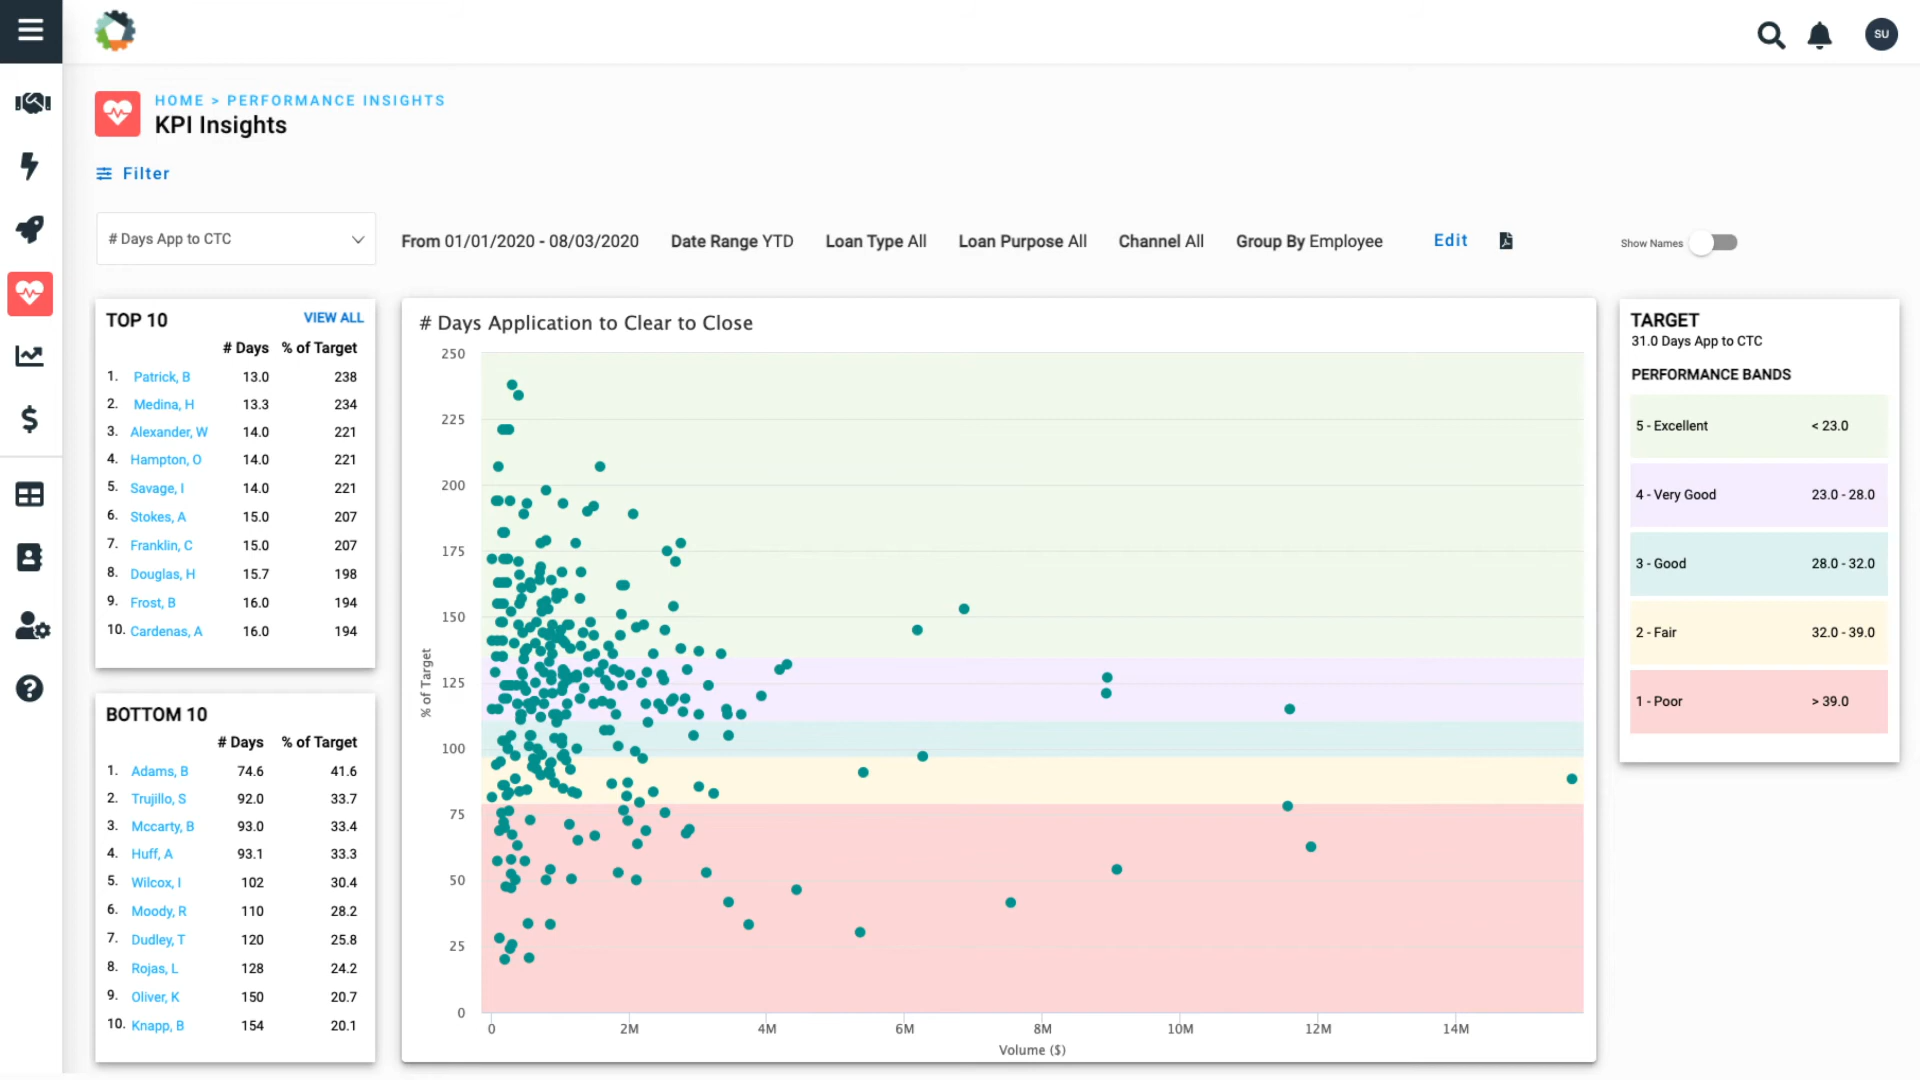 SU
HOME > PERFORMANCE INSIGHTS
KPI Insights
Filter
# Days App to CTC
From 01/01/2020 - 08/03/2020 Date Range YTD Loan Type All Loan Purpose All Channel All Group By Employee Edit
Show Names
TOP 10 VIEW ALL
# Days % of Target
1. Patrick, B 13.0 238
2. Medina, H 13.3 234
3. Alexander, W 14.0 221
4. Hampton, O 14.0 221
5. Savage, I 14.0 221
6. Stokes, A 15.0 207
7. Franklin, C 15.0 207
8. Douglas, H 15.7 198
9. Frost, B 16.0 194
10. Cardenas, A 16.0 194
BOTTOM 10
# Days % of Target
1. Adams, B 74.6 41.6
2. Trujillo, S 92.0 33.7
3. Mccarty, B 93.0 33.4
4. Huff, A 93.1 33.3
5. Wilcox, I 102 30.4
6. Moody, R 110 28.2
7. Dudley, T 120 25.8
8. Rojas, L 128 24.2
9. Oliver, K 150 20.7
10. Knapp, B 154 20.1
# Days Application to Clear to Close
% of Target
250
225
200
175
150
125
100
75
50
25
0
0 2M 4M 6M 8M 10M 12M 14M
Volume ($)
TARGET
31.0 Days App to CTC
PERFORMANCE BANDS
5 - Excellent < 23.0
4 - Very Good 23.0 - 28.0
3 - Good 28.0 - 32.0
2 - Fair 32.0 - 39.0
1 - Poor > 39.0